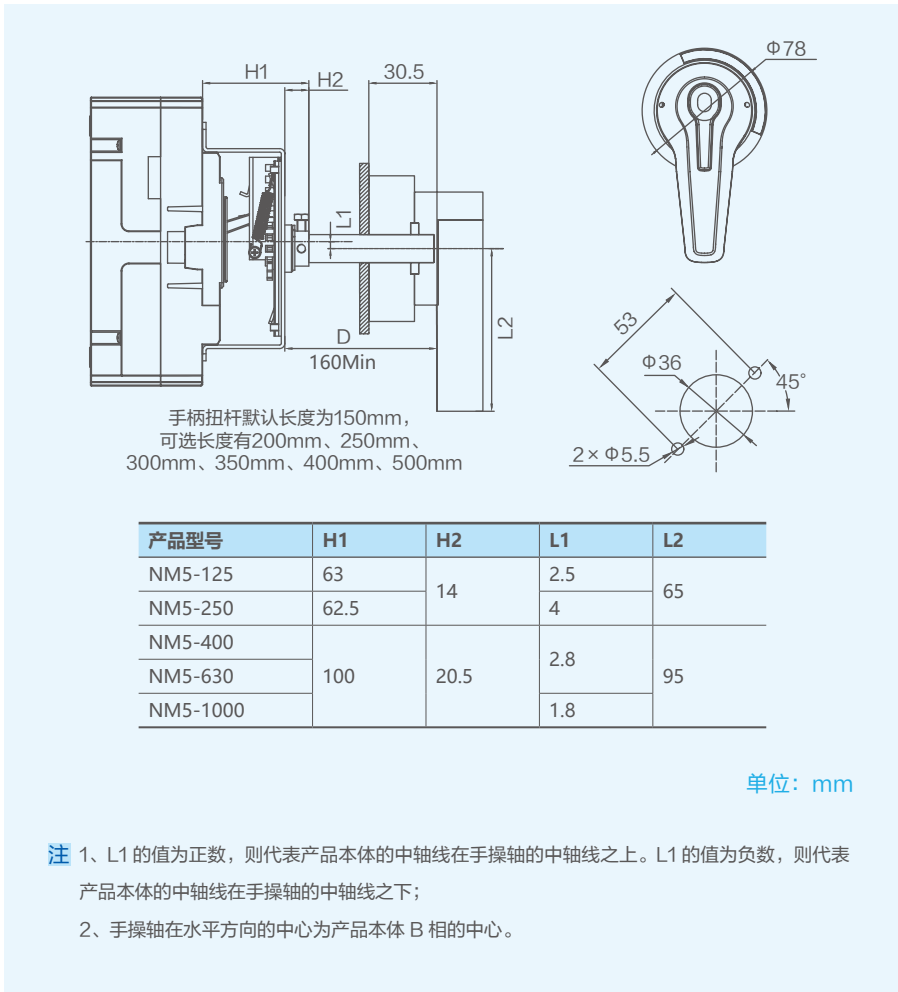 H1
H2
30.5
Φ78
L1
L2
D
160Min
53
Φ36
45°
2×Φ5.5
手柄扭杆默认长度为150mm，
可选长度有200mm、250mm、
300mm、350mm、400mm、500mm
产品型号 H1 H2 L1 L2
NM5-125 63 14 2.5 65
NM5-250 62.5 4
NM5-400 100 20.5 2.8 95
NM5-630
NM5-1000 1.8
单位：mm
注 1、L1 的值为正数，则代表产品本体的中轴线在手操轴的中轴线之上。L1 的值为负数，则代表
产品本体的中轴线在手操轴的中轴线之下；
2、手操轴在水平方向的中心为产品本体 B 相的中心。